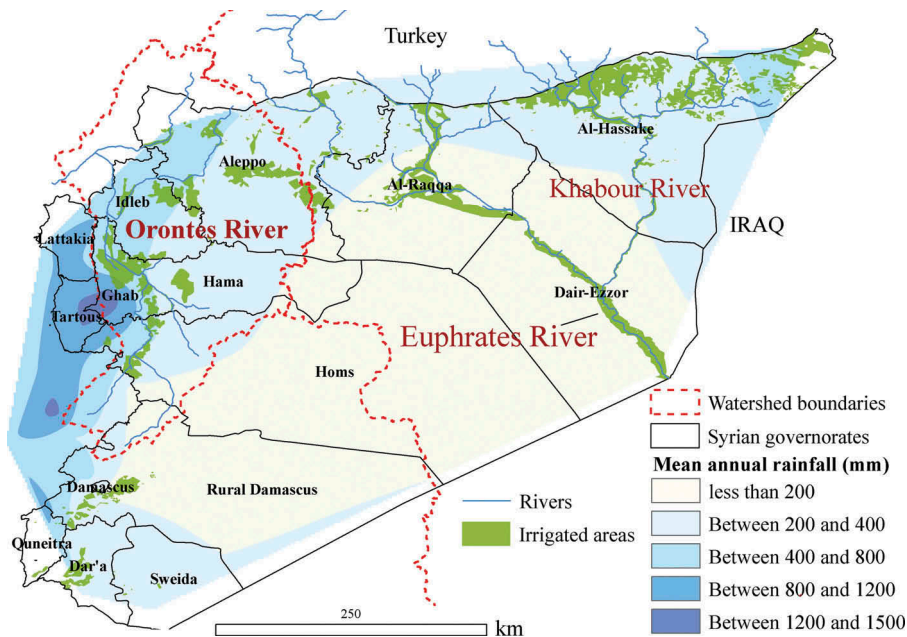 Turkey
Al-Hassake
Aleppo
Al-Raqqa
Khabour River
Idleb
Orontes River
IRAQ
Lattakia
Hama
Ghab
Dair-Ezzor
Tartous
Euphrates River
Homs
Watershed boundaries
Syrian governorates
Mean annual rainfall (mm)
Damascus
Rural Damascus
Rivers
less than 200
Irrigated areas
Between 200 and 400
Quneitra
Between 400 and 800
Dar'a
Sweida
Between 800 and 1200
250
km
Between 1200 and 1500